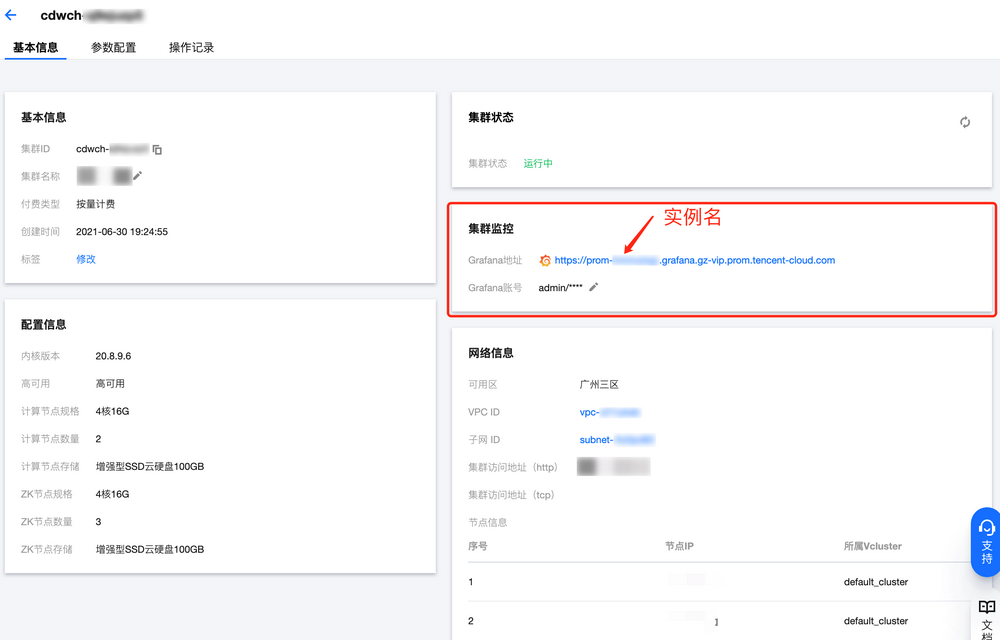 cdwch-
基本信息 参数配置 操作记录
基本信息
集群ID cdwch-
集群名称
付费类型 按量计费
创建时间 2021-06-30 19:24:55
标签 修改
配置信息
内核版本 20.8.9.6
高可用 高可用
计算节点规格 4核16G
计算节点数量 2
计算节点存储 增强型SSD云硬盘100GB
ZK节点规格 4核16G
ZK节点数量 3
ZK节点存储 增强型SSD云硬盘100GB
集群状态
集群状态 运行中
实例名
集群监控
Grafana地址 https://prom- .grafana.gz-vip.prom.tencent-cloud.com
Grafana账号 admin/****
网络信息
可用区 广州三区
VPC ID vpc-
子网 ID subnet-
集群访问地址（http）
集群访问地址（tcp）
节点信息
序号 节点IP 所属Vcluster
1 default_cluster
2 default_cluster
支持
文档